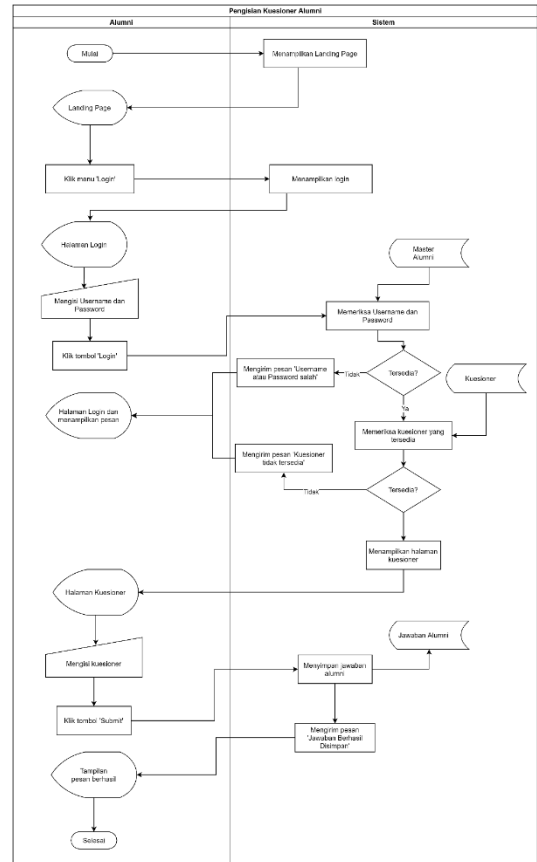 Pengisian Kuesioner Alumni
Alumni
Sistem
Mulai
Menampilkan Landing Page
Landing Page
Klik menu 'Login'
Menampilkan login
Halaman Login
Master
Alumni
Mengisi Username dan
Password
Memeriksa Username dan
Password
Klik tombol 'Login'
Mengirim pesan 'Username
atau Password salah'
Tidak
Tersedia?
Kuesioner
Ya
Halaman Login dan
menampilkan pesan
Memeriksa kuesioner yang
tersedia
Mengirim pesan 'Kuesioner
tidak tersedia'
Tidak
Tersedia?
Menampilkan halaman
kuesioner
Halaman Kuesioner
Jawaban Alumni
Mengisi kuesioner
Menyimpan jawaban
alumni
Klik tombol 'Submit'
Mengirim pesan
'Jawaban Berhasil
Disimpan'
Tampilan
pesan berhasil
Selesai